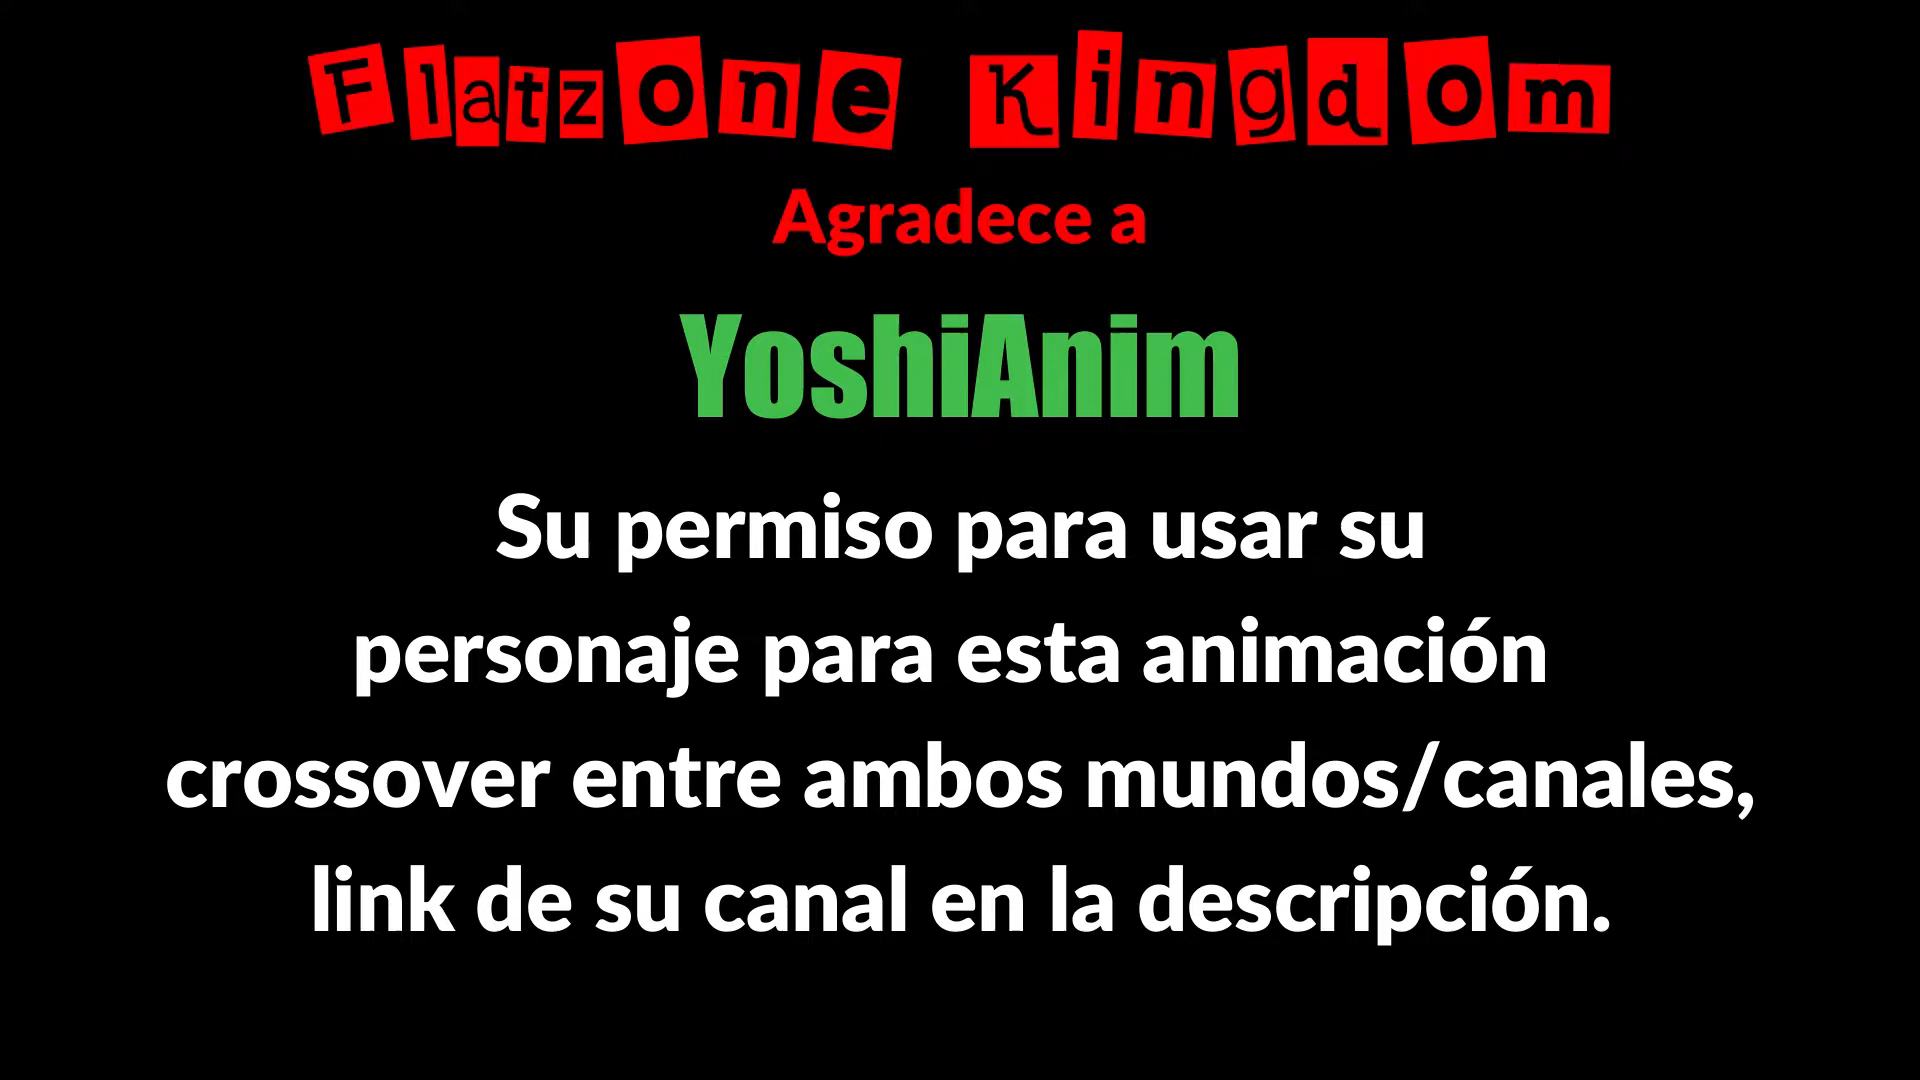 Flatzone Kingdom
Agradece a
YoshiAnim
Su permiso para usar su
personaje para esta animación
crossover entre ambos mundos/canales,
link de su canal en la descripción.